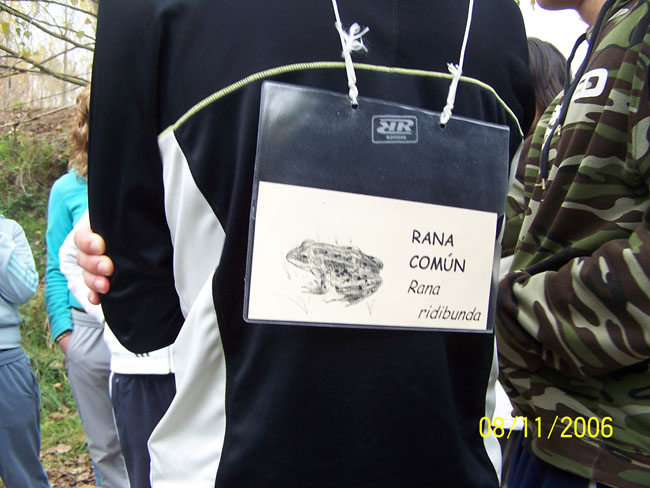 RANA
COMÚN
Rana
ridibunda
08/11/2006